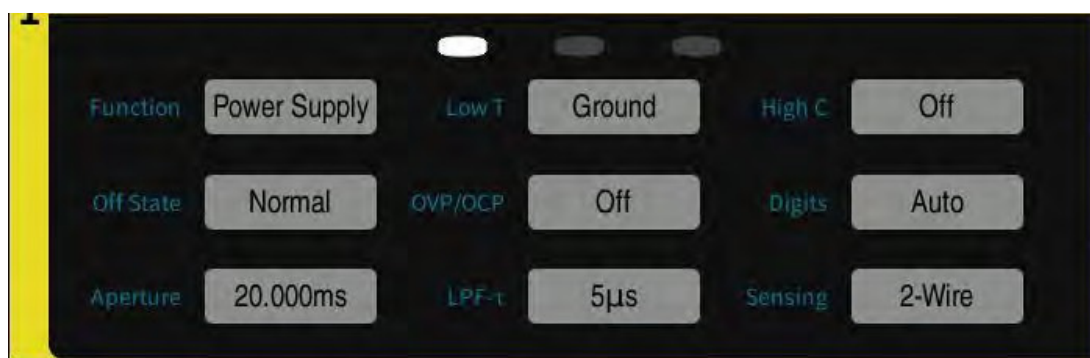 1
Function Power Supply Low T Ground High C Off
Off State Normal OVP/OCP Off Digits Auto
Aperture 20.000ms LPF-τ 5µs Sensing 2-Wire